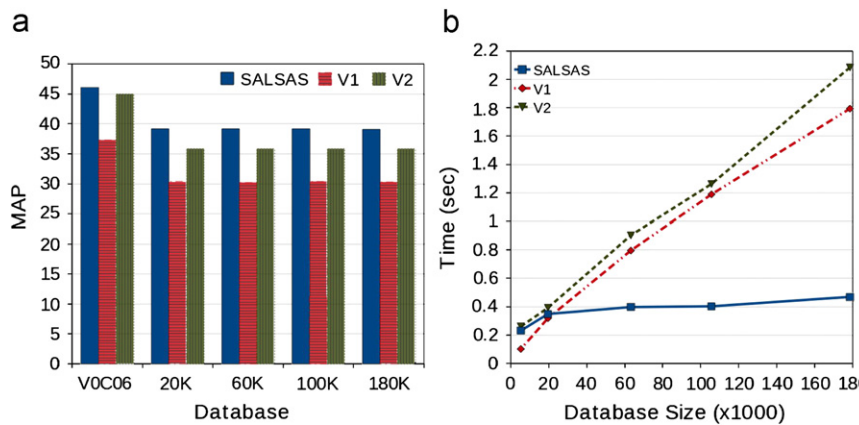 a
50
45
40
35
30
25
20
15
10
5
0
MAP
SALSAS V1 V2
V0C06 20K 60K 100K 180K
Database
b
2.2
2
1.8
1.6
1.4
1.2
1
0.8
0.6
0.4
0.2
0
Time (sec)
SALSAS
V1
V2
0 20 40 60 80 100 120 140 160 180
Database Size (x1000)